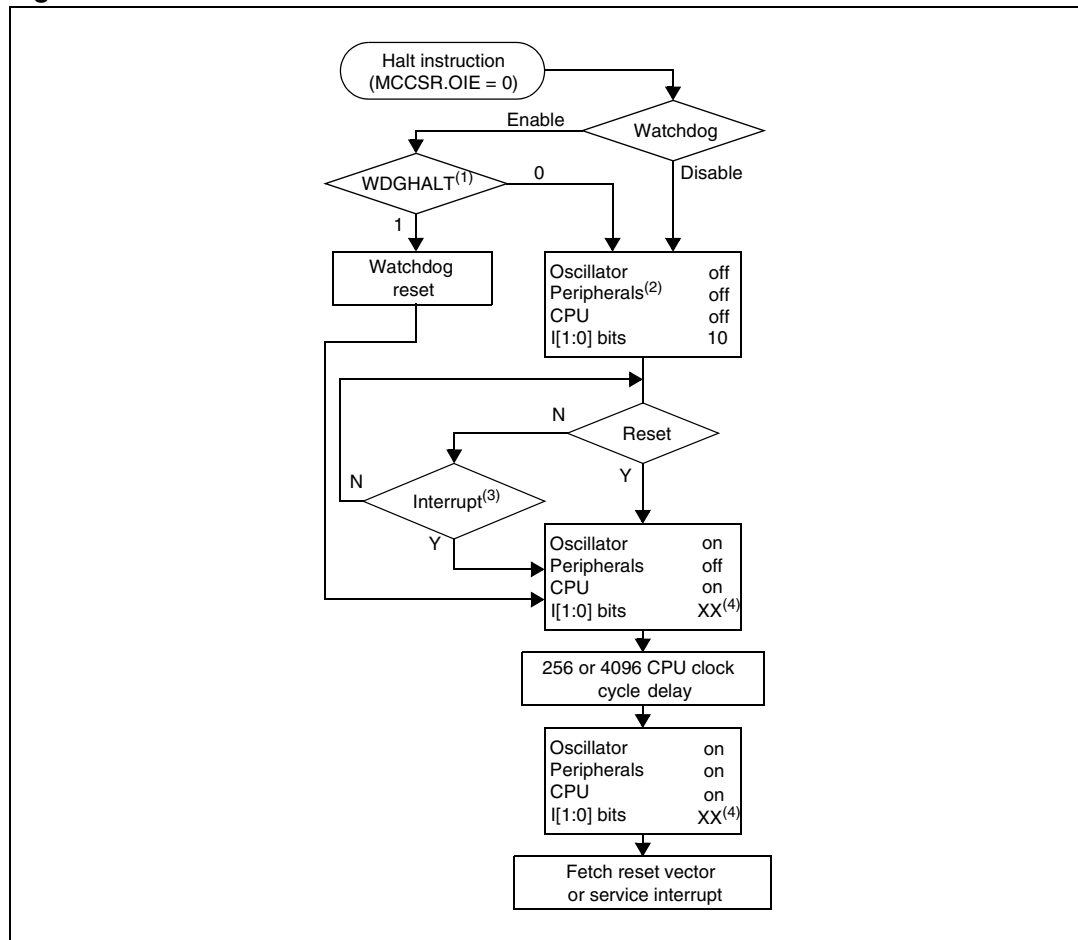 Halt instruction
(MCCSR.OIE = 0)
Enable
Watchdog
Disable
WDGHALT(1)
0
1
Watchdog
reset
Oscillator off
Peripherals(2) off
CPU off
I[1:0] bits 10
N
Reset
Y
N
Interrupt(3)
Y
Oscillator on
Peripherals off
CPU on
I[1:0] bits XX(4)
256 or 4096 CPU clock
cycle delay
Oscillator on
Peripherals on
CPU on
I[1:0] bits XX(4)
Fetch reset vector
or service interrupt